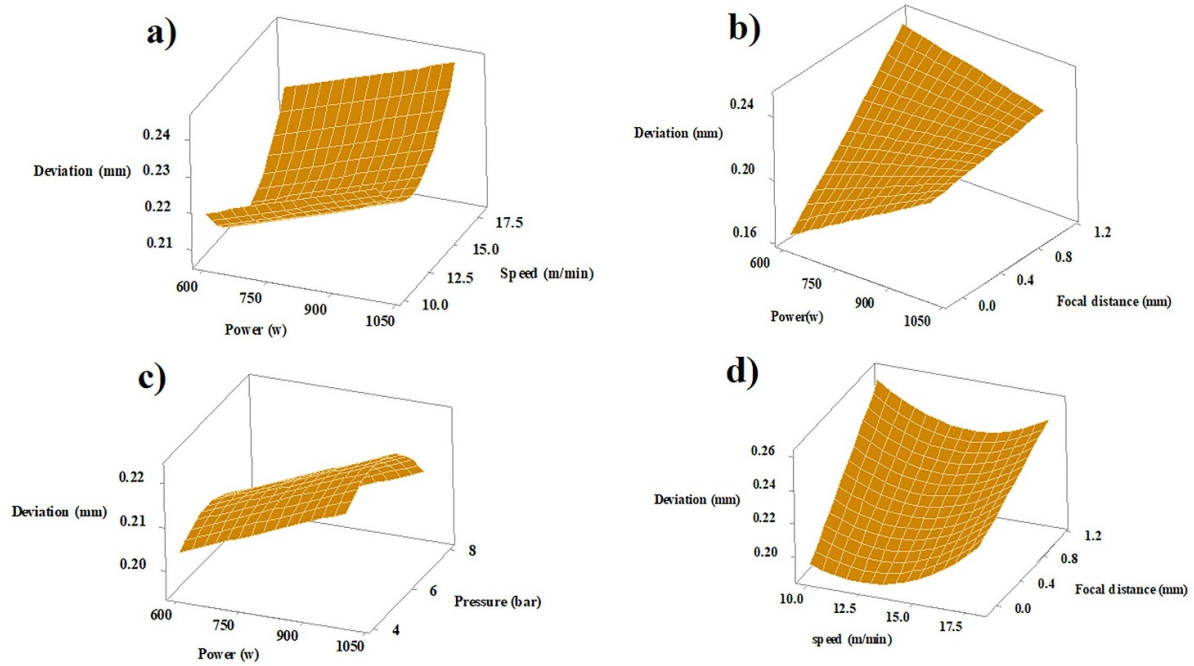 a)
0.24
0.23
0.22
0.21
Deviation (mm)
600
750
900
1050
Power (w)
10.0
12.5
15.0
17.5
Speed (m/min)
b)
0.24
0.20
0.16
Deviation (mm)
600
750
900
1050
Power(w)
0.0
0.4
0.8
1.2
Focal distance (mm)
c)
0.22
0.21
0.20
Deviation (mm)
600
750
900
1050
Power (w)
4
6
8
Pressure (bar)
d)
0.26
0.24
0.22
0.20
Deviation (mm)
10.0
12.5
15.0
17.5
speed (m/min)
0.0
0.4
0.8
1.2
Focal distance (mm)